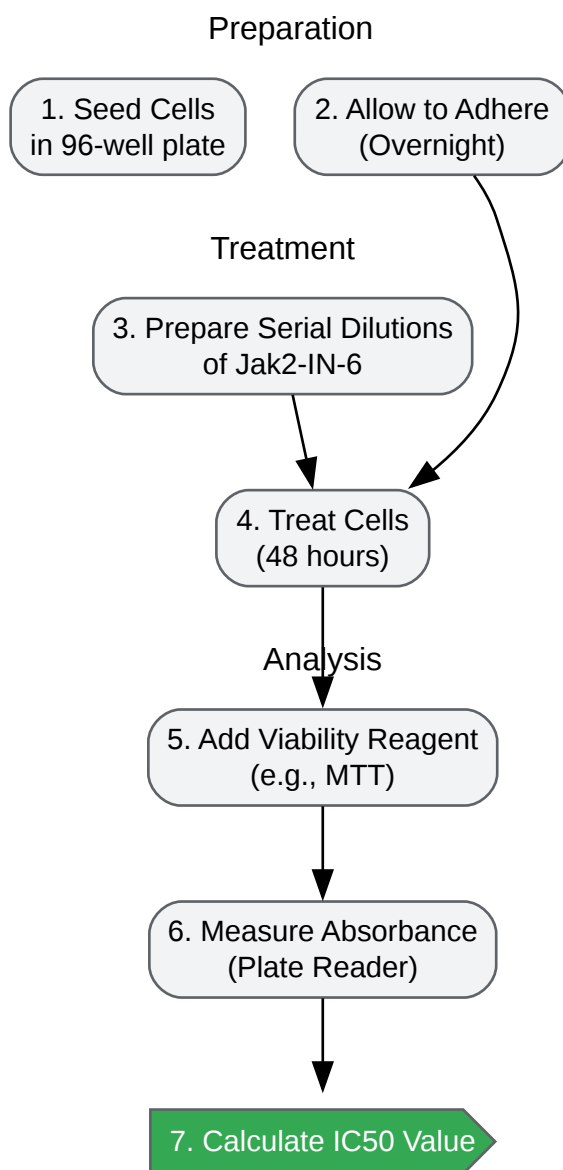 Preparation
1. Seed Cells
in 96-well plate
2. Allow to Adhere
(Overnight)
Treatment
3. Prepare Serial Dilutions
of Jak2-IN-6
4. Treat Cells
(48 hours)
Analysis
5. Add Viability Reagent
(e.g., MTT)
6. Measure Absorbance
(Plate Reader)
7. Calculate IC50 Value